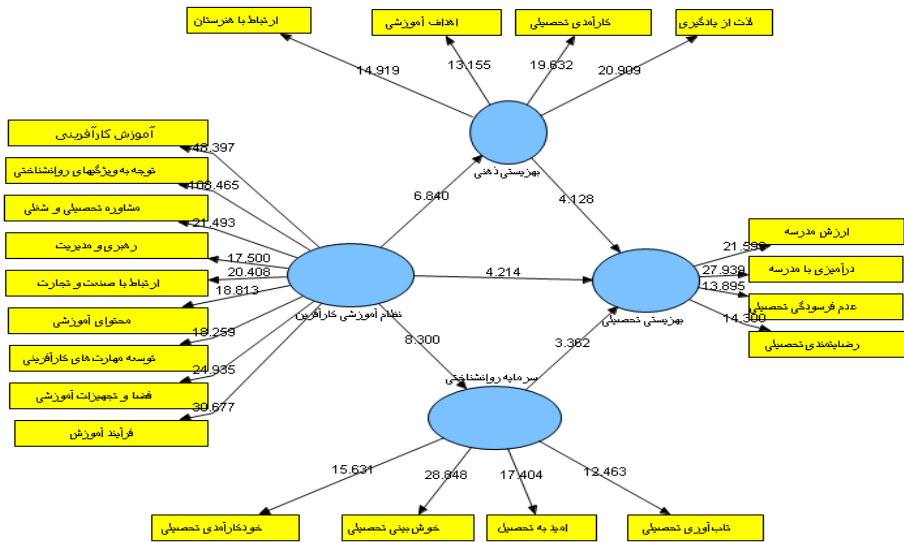 ارتباط با هنرستان
اهداف آموزشی
کارآمدی تحصیلی
لذت از یادگیری
14.919
13.155
19.632
20.909
آموزش کارآفرینی
توجه به ویژگیهای روانشناختی
مشاوره تحصیلی و شغلی
رهبری و مدیریت
ارتباط با صنعت و تجارت
محتوای آموزشی
توسعه مهارت های کارآفرینی
فضا و تجهیزات آموزشی
فرآیند آموزش
48.397
108.465
21.493
17.500
20.408
18.813
18.259
24.935
30.677
بهزیستی ذهنی
6.840
4.128
4.214
نظام آموزشی کارآفرین
بهزیستی تحصیلی
8.300
3.362
سرمایه روانشناختی
ارزش مدرسه
درآمیزی با مدرسه
عدم فرسودگی تحصیلی
رضایتمندی تحصیلی
27.939
13.895
14.300
15.631
28.848
17.404
12.463
خودکارآمدی تحصیلی
خوش بینی تحصیلی
امید به تحصیل
تاب آوری تحصیلی